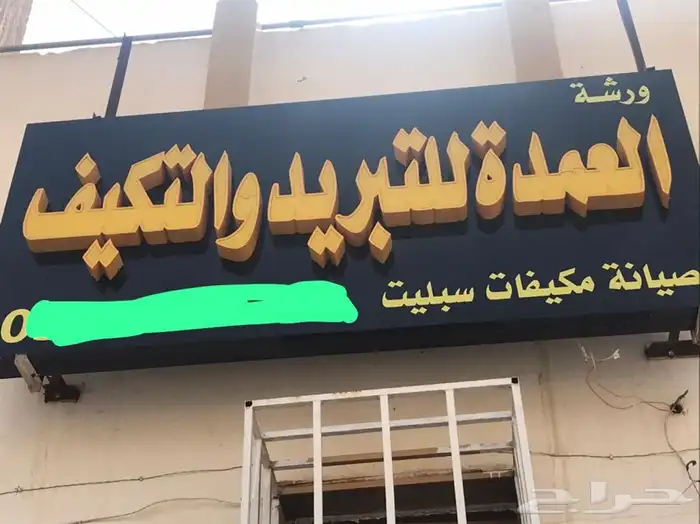 ورشة
العمدة للتبريد والتكيف
صيانة مكيفات سبليت
حراج